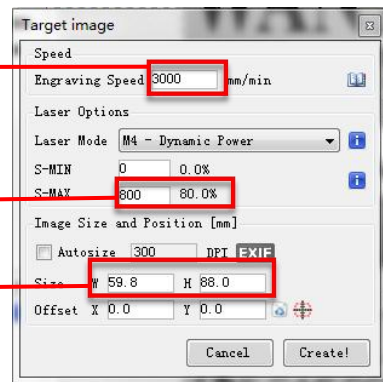 Target image
Speed
Engraving Speed 3000 mm/min
Laser Options
Laser Mode M4 - Dynamic Power
S-MIN 0 0.0%
S-MAX 800 80.0%
Image Size and Position [mm]
Autosize 300 DPI EXIF
Size W 59.8 H 88.0
Offset X 0.0 Y 0.0
Cancel Create!